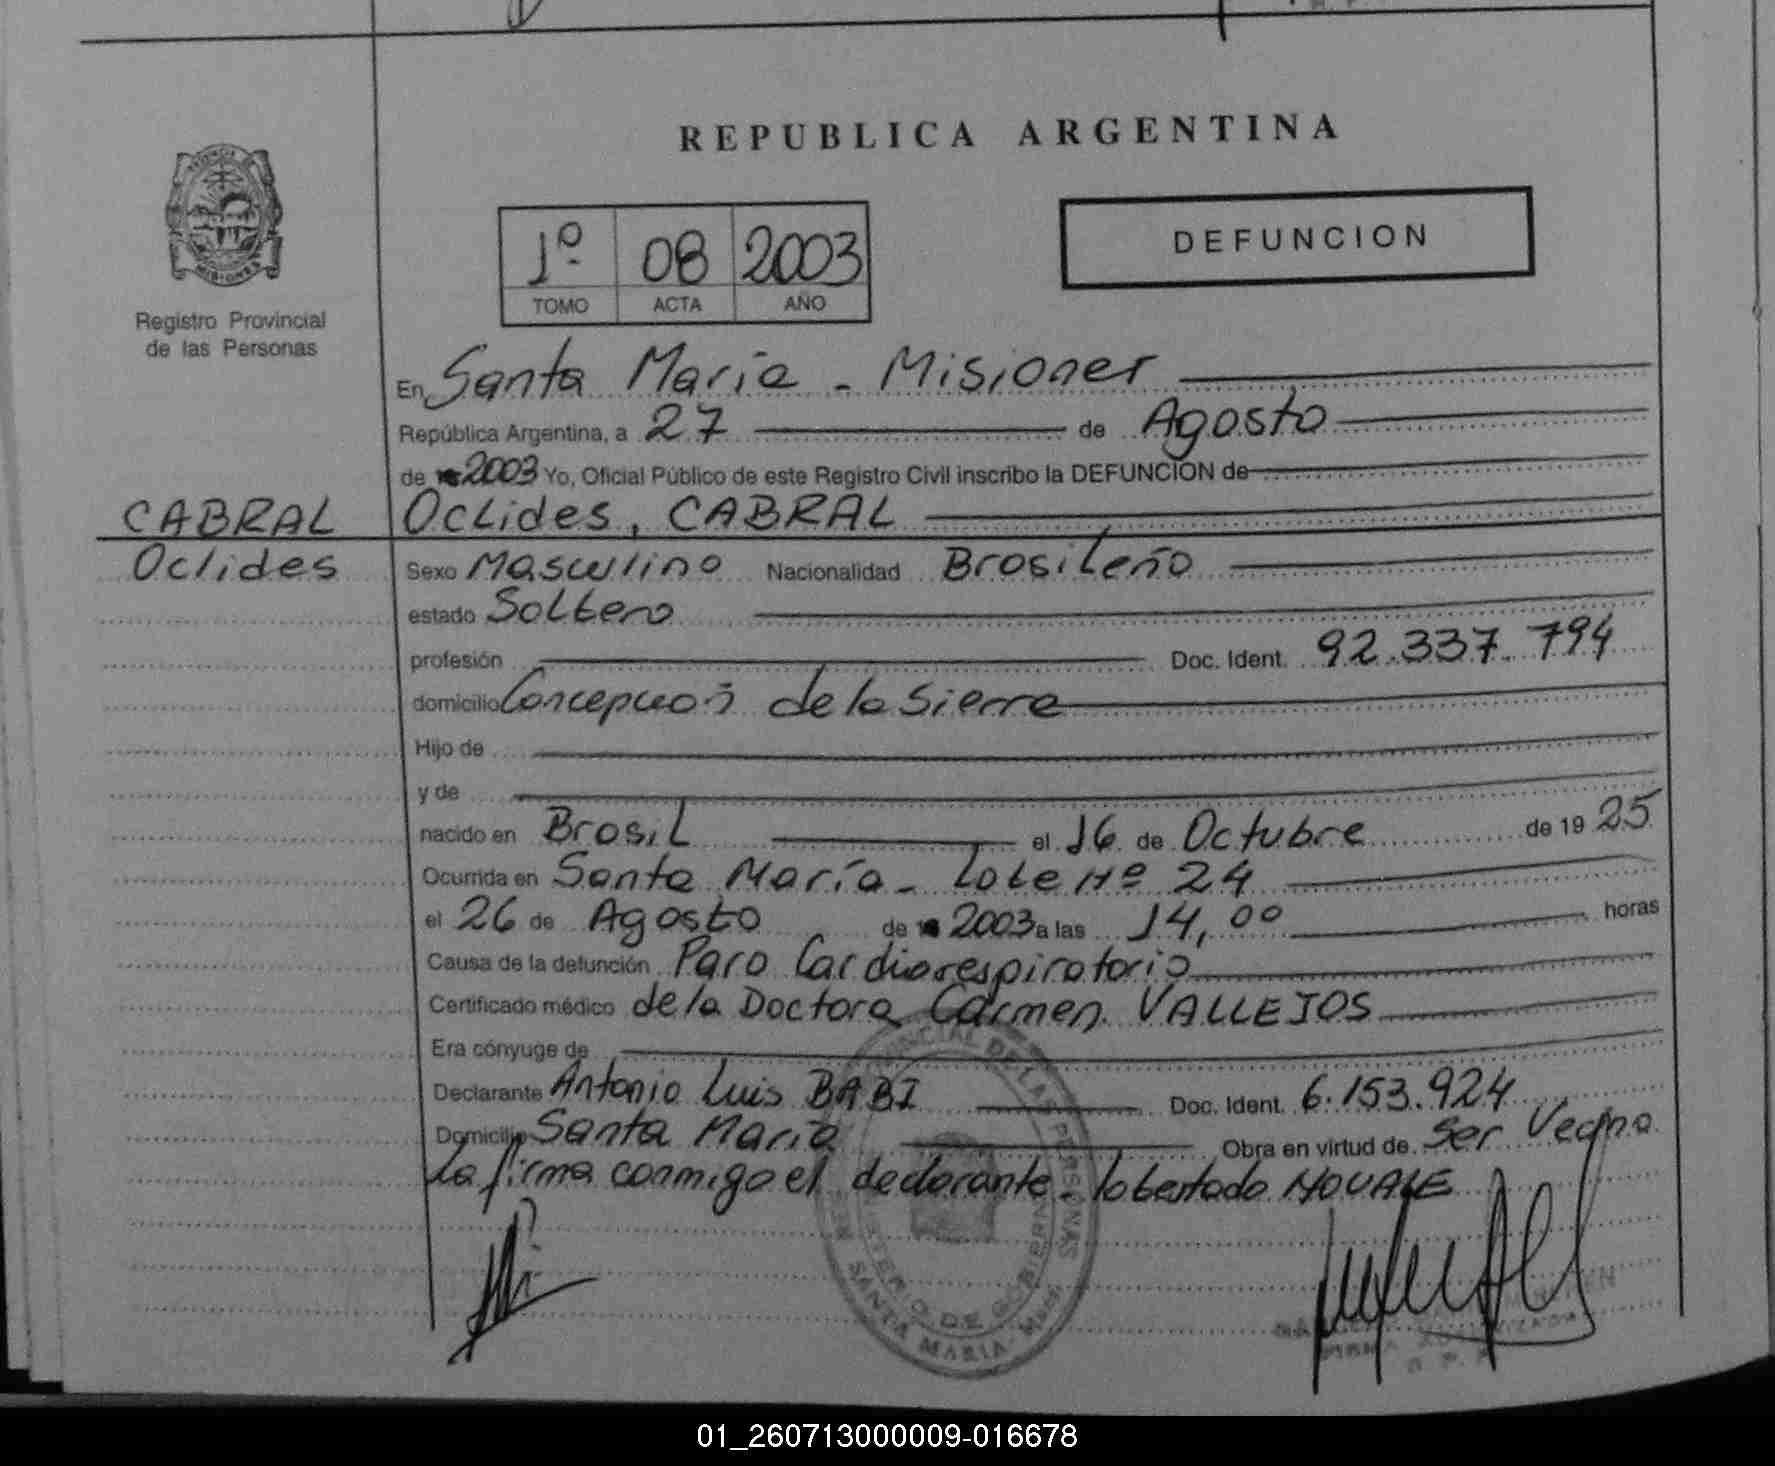 REPUBLICA ARGENTINA
DEFUNCION
1º 08 2003
TOMO ACTA AÑO
Registro Provincial
de las Personas
En Santa María - Misiones
República Argentina, a 27 de Agosto
de 2003 Yo, Oficial Público de este Registro Civil inscribo la DEFUNCION de
CABRAL
Oclides
Oclides, CABRAL
Sexo Masculino Nacionalidad Brasileño
estado Soltero
profesión Doc. Ident. 92.337.794
domicilio Concepción de la Sierra
Hijo de
y de
nacido en Brasil el 16 de Octubre de 1925
Ocurrida en Santa María - Lote Nº 24
el 26 de Agosto de 2003 a las 14,00 horas
Causa de la defunción Paro Cardiorespiratorio
Certificado médico de la Doctora Carmen VALLEJOS
Era cónyuge de
Declarante Antonio Luis BABI Doc. Ident. 6.153.924
Domicilio Santa María Obra en virtud de Ser Vecino
La firma conmigo el declarante.
MINISTERIO DE GOBIERNO
SANTA MARIA
01_260713000009-016678